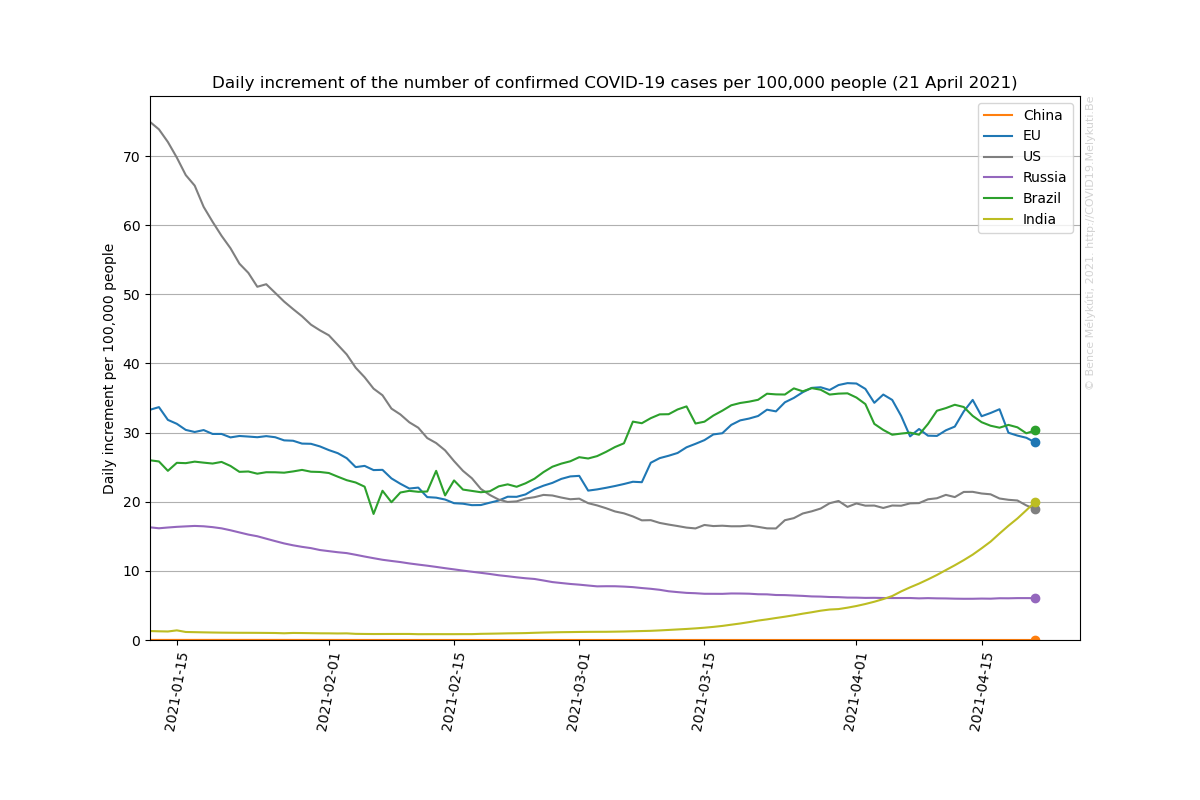 Daily increment of the number of confirmed COVID-19 cases per 100,000 people (21 April 2021)
Daily increment per 100,000 people
70
60
50
40
30
20
10
0
China
EU
US
Russia
Brazil
India
2021-01-15
2021-02-01
2021-02-15
2021-03-01
2021-03-15
2021-04-01
2021-04-15
© Bence Mélykúti, 2021 http://COVID19.Melykuti.Be